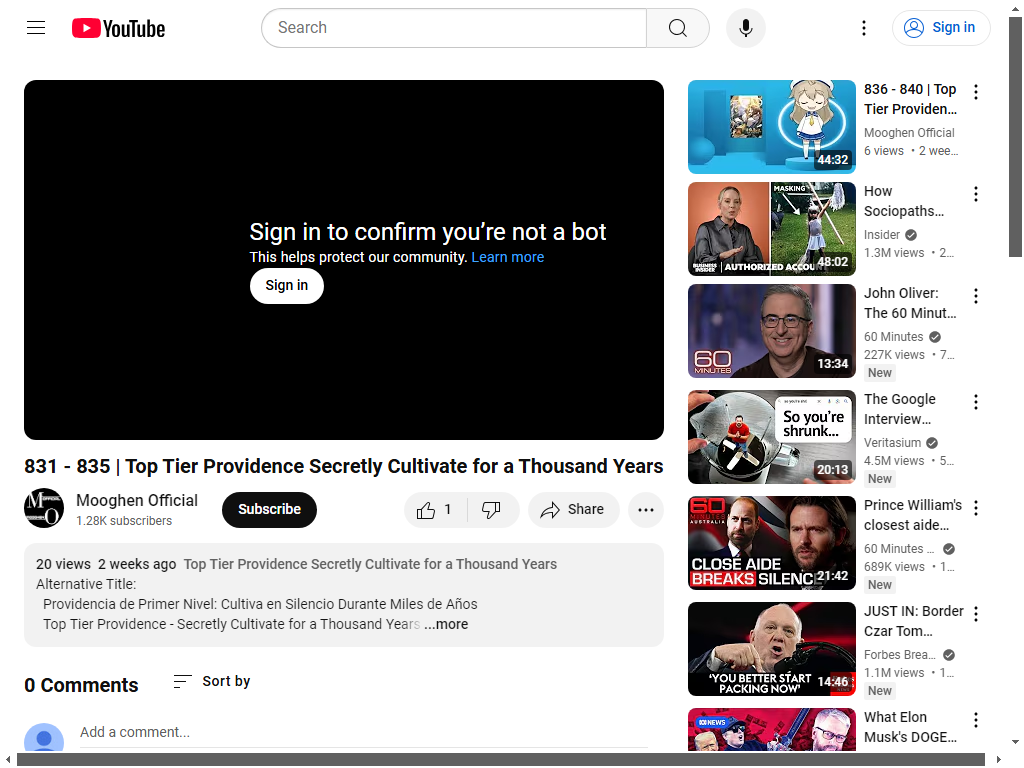 YouTube
Search
Sign in
Sign in to confirm you’re not a bot
This helps protect our community. Learn more
Sign in
831 - 835 | Top Tier Providence Secretly Cultivate for a Thousand Years
Mooghen Official
1.28K subscribers
Subscribe
1
Share
20 views 2 weeks ago Top Tier Providence Secretly Cultivate for a Thousand Years
Alternative Title:
Providencia de Primer Nivel: Cultiva en Silencio Durante Miles de Años
Top Tier Providence - Secretly Cultivate for a Thousand Years ...more
0 Comments
Sort by
Add a comment...
44:32
836 - 840 | Top
Tier Providen…
Mooghen Official
6 views • 2 wee…
MASKING
BUSINESS
INSIDER
AUTHORIZED ACCOU
48:02
How
Sociopaths…
Insider
1.3M views • 2…
60
MINUTES
13:34
John Oliver:
The 60 Minut…
60 Minutes
227K views • 7…
New
So you're
shrunk...
20:13
The Google
Interview…
Veritasium
4.5M views • 5…
New
60
MINUTES
AUSTRALIA
CLOSE AIDE
BREAKS SILENC
21:42
Prince William's
closest aide…
60 Minutes …
689K views • 1…
New
'YOU BETTER START
PACKING NOW'
14:46
JUST IN: Border
Czar Tom…
Forbes Brea…
1.1M views • 1…
New
NEWS
What Elon
Musk's DOGE…